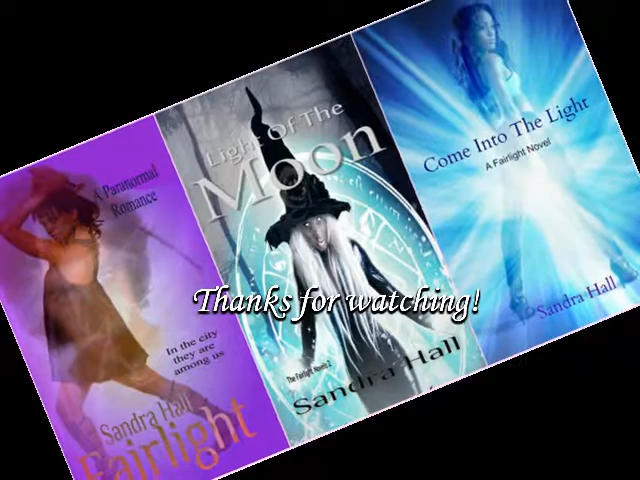 A Paranormal
Romance
In the city
they are
among us
Sandra Hall
Fairlight
Light Of The
Moon
The Fairlight Novels 2
Sandra Hall
Come Into The Light
A Fairlight Novel
Sandra Hall
Thanks for watching!